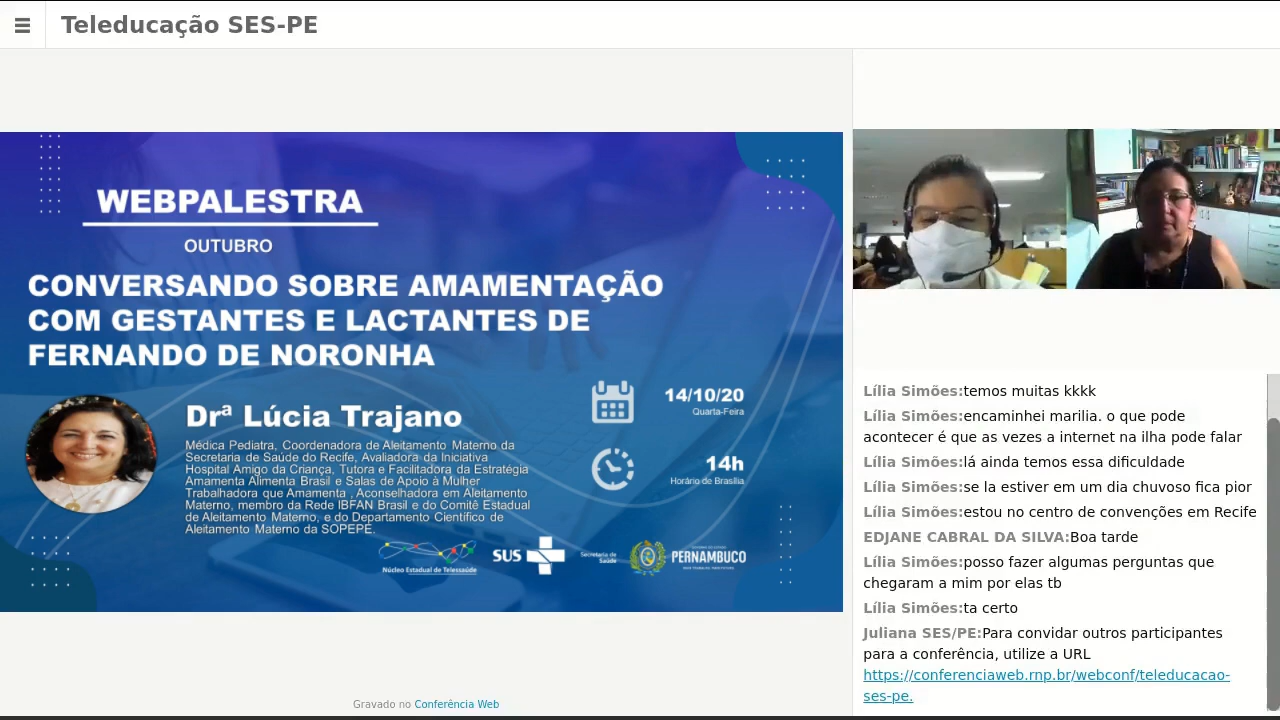 Teleducação SES-PE
WEBPALESTRA
OUTUBRO
CONVERSANDO SOBRE AMAMENTAÇÃO
COM GESTANTES E LACTANTES DE
FERNANDO DE NORONHA
Drª Lúcia Trajano
Médica Pediatra, Coordenadora de Aleitamento Materno da
Secretaria de Saúde do Recife, Avaliadora da Iniciativa
Hospital Amigo da Criança, Tutora e Facilitadora da Estratégia
Amamenta Alimenta Brasil e Salas de Apoio à Mulher
Trabalhadora que Amamenta , Aconselhadora em Aleitamento
Materno, membro da Rede IBFAN Brasil e do Comitê Estadual
de Aleitamento Materno, e do Departamento Científico de
Aleitamento Materno da SOPEPE.
14/10/20
Quarta-Feira
14h
Horário de Brasília
Núcleo Estadual de Telessaúde
SUS
Secretaria de
Saúde
PERNAMBUCO
Gravado no Conferência Web
Lília Simões:temos muitas kkkk
Lília Simões:encaminhei marilia. o que pode
acontecer é que as vezes a internet na ilha pode falar
Lília Simões:lá ainda temos essa dificuldade
Lília Simões:se la estiver em um dia chuvoso fica pior
Lília Simões:estou no centro de convenções em Recife
EDJANE CABRAL DA SILVA:Boa tarde
Lília Simões:posso fazer algumas perguntas que
chegaram a mim por elas tb
Lília Simões:ta certo
Juliana SES/PE:Para convidar outros participantes
para a conferência, utilize a URL
https://conferenciaweb.rnp.br/webconf/teleducacao-
ses-pe.